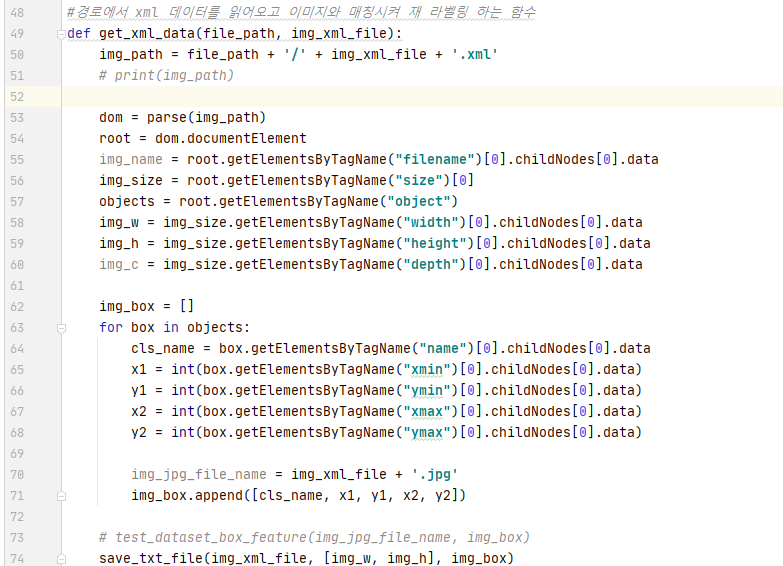 48 #경로에서 xml 데이터를 읽어오고 이미지와 매칭시켜 재 라벨링 하는 함수
49 def get_xml_data(file_path, img_xml_file):
50     img_path = file_path + '/' + img_xml_file + '.xml'
51     # print(img_path)
52
53     dom = parse(img_path)
54     root = dom.documentElement
55     img_name = root.getElementsByTagName("filename")[0].childNodes[0].data
56     img_size = root.getElementsByTagName("size")[0]
57     objects = root.getElementsByTagName("object")
58     img_w = img_size.getElementsByTagName("width")[0].childNodes[0].data
59     img_h = img_size.getElementsByTagName("height")[0].childNodes[0].data
60     img_c = img_size.getElementsByTagName("depth")[0].childNodes[0].data
61
62     img_box = []
63     for box in objects:
64         cls_name = box.getElementsByTagName("name")[0].childNodes[0].data
65         x1 = int(box.getElementsByTagName("xmin")[0].childNodes[0].data)
66         y1 = int(box.getElementsByTagName("ymin")[0].childNodes[0].data)
67         x2 = int(box.getElementsByTagName("xmax")[0].childNodes[0].data)
68         y2 = int(box.getElementsByTagName("ymax")[0].childNodes[0].data)
69
70         img_jpg_file_name = img_xml_file + '.jpg'
71         img_box.append([cls_name, x1, y1, x2, y2])
72
73     # test_dataset_box_feature(img_jpg_file_name, img_box)
74     save_txt_file(img_xml_file, [img_w, img_h], img_box)